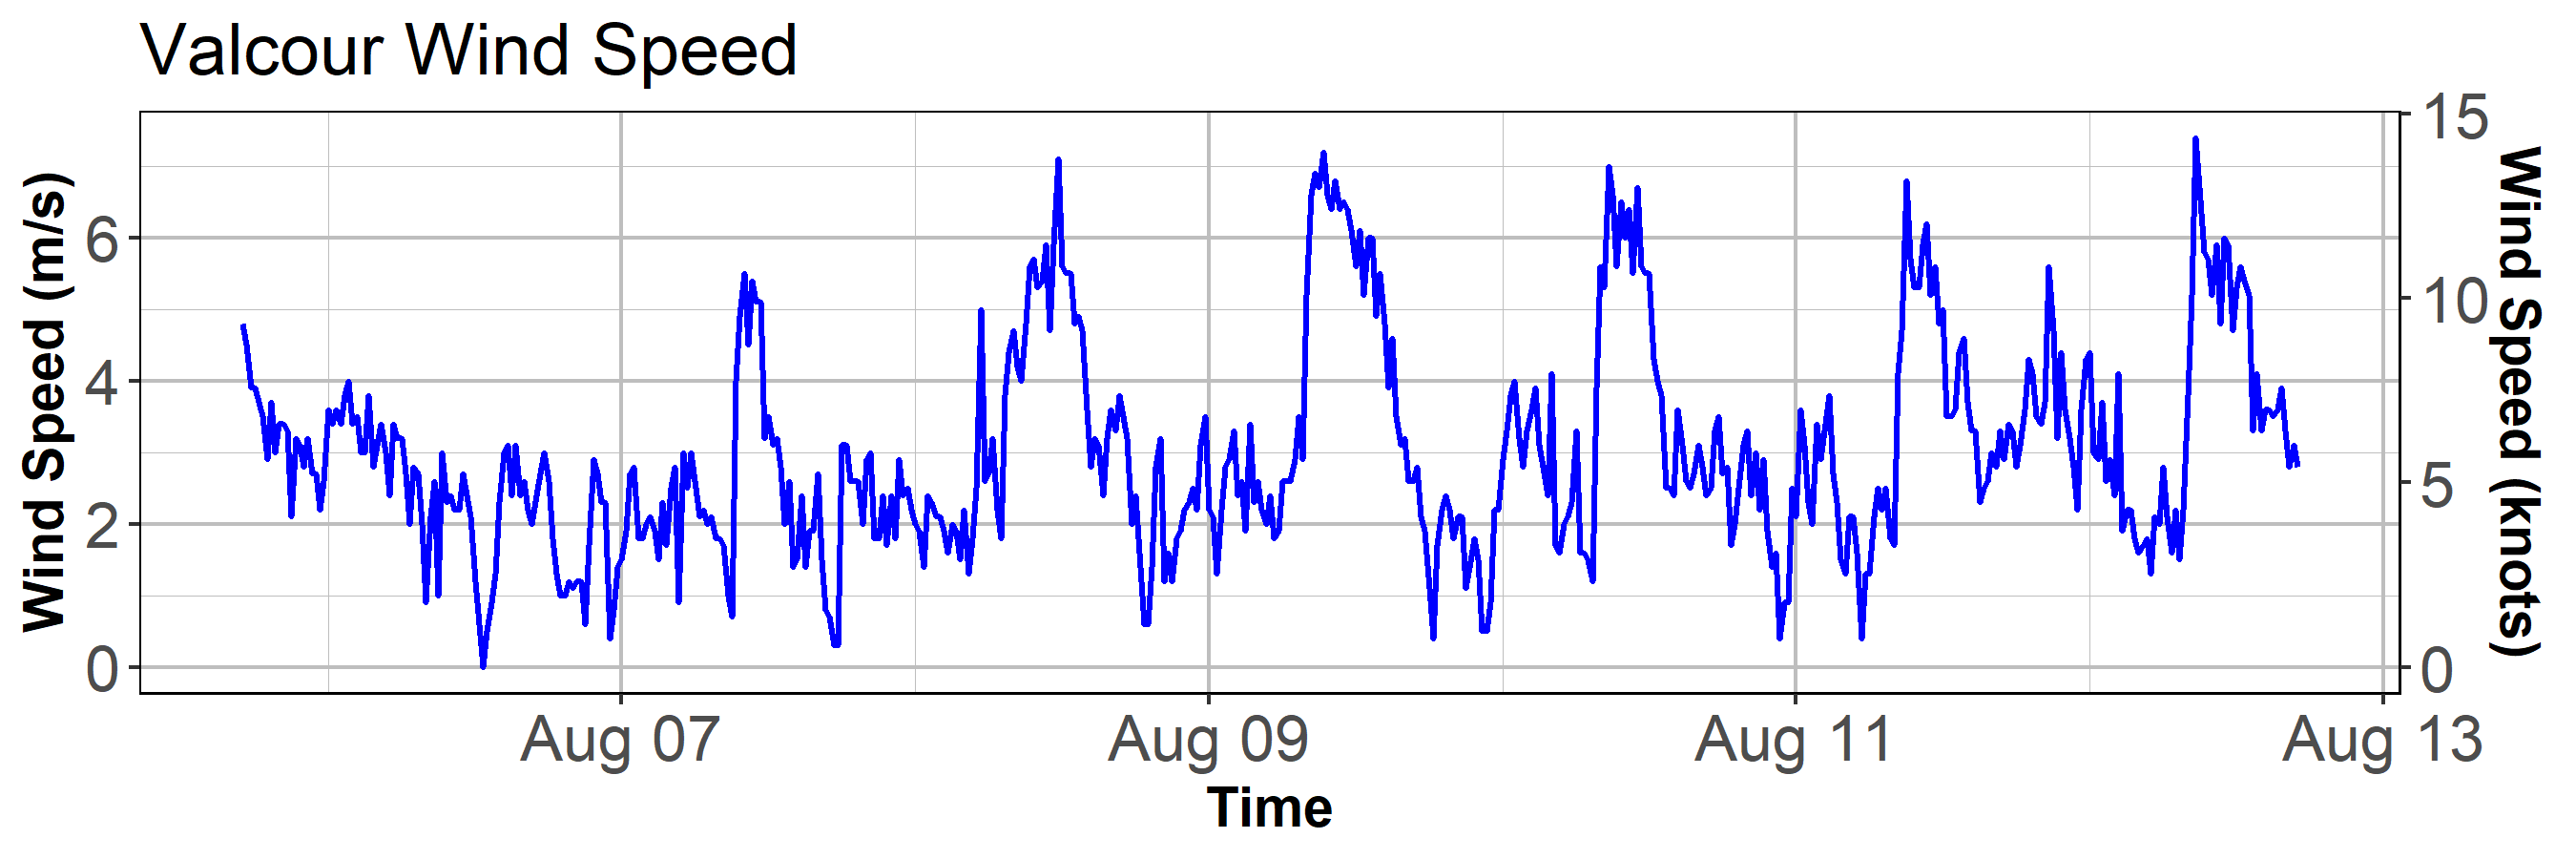 Valcour Wind Speed
Wind Speed (m/s)
6
4
2
0
15
10
5
0
Wind Speed (knots)
Aug 07
Aug 09
Aug 11
Aug 13
Time